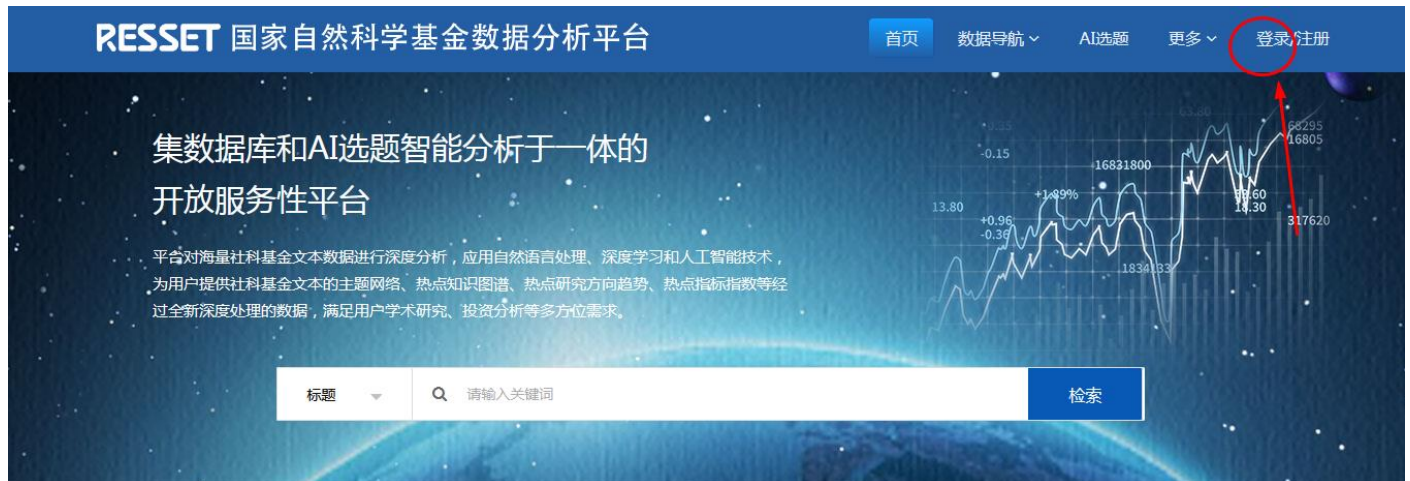 RESSET 国家自然科学基金数据分析平台
首页 数据导航 AI选题 更多 登录/注册
集数据库和AI选题智能分析于一体的
开放服务性平台
平台对海量社科基金文本数据进行深度分析，应用自然语言处理、深度学习和人工智能技术，
为用户提供社科基金文本的主题网络、热点知识图谱、热点研究方向趋势、热点指标指数等经
过全新深度处理的数据，满足用户学术研究、投资分析等多方位需求。
63.80
68295
16805
-0.15
16831800
+1.89%
13.80
+0.96
-0.36
18.30
317620
标题 请输入关键词 检索